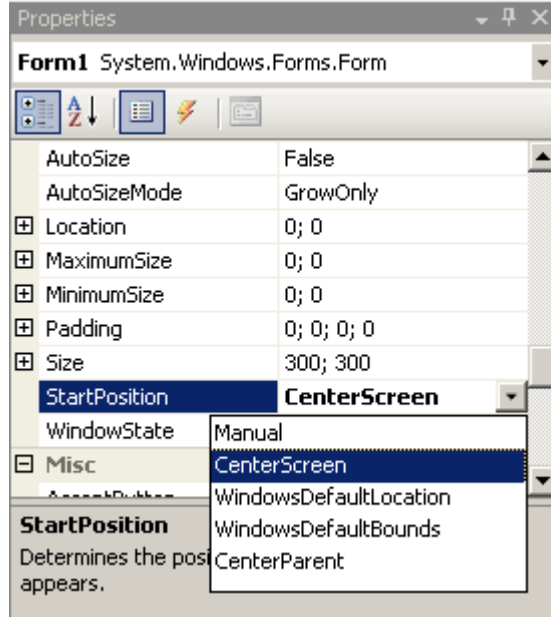 Properties
Form1 System.Windows.Forms.Form
AutoSize False
AutoSizeMode GrowOnly
Location 0; 0
MaximumSize 0; 0
MinimumSize 0; 0
Padding 0; 0; 0; 0
Size 300; 300
StartPosition CenterScreen
WindowState
Manual
Misc
CenterScreen
WindowsDefaultLocation
StartPosition
WindowsDefaultBounds
Determines the posi
CenterParent
appears.